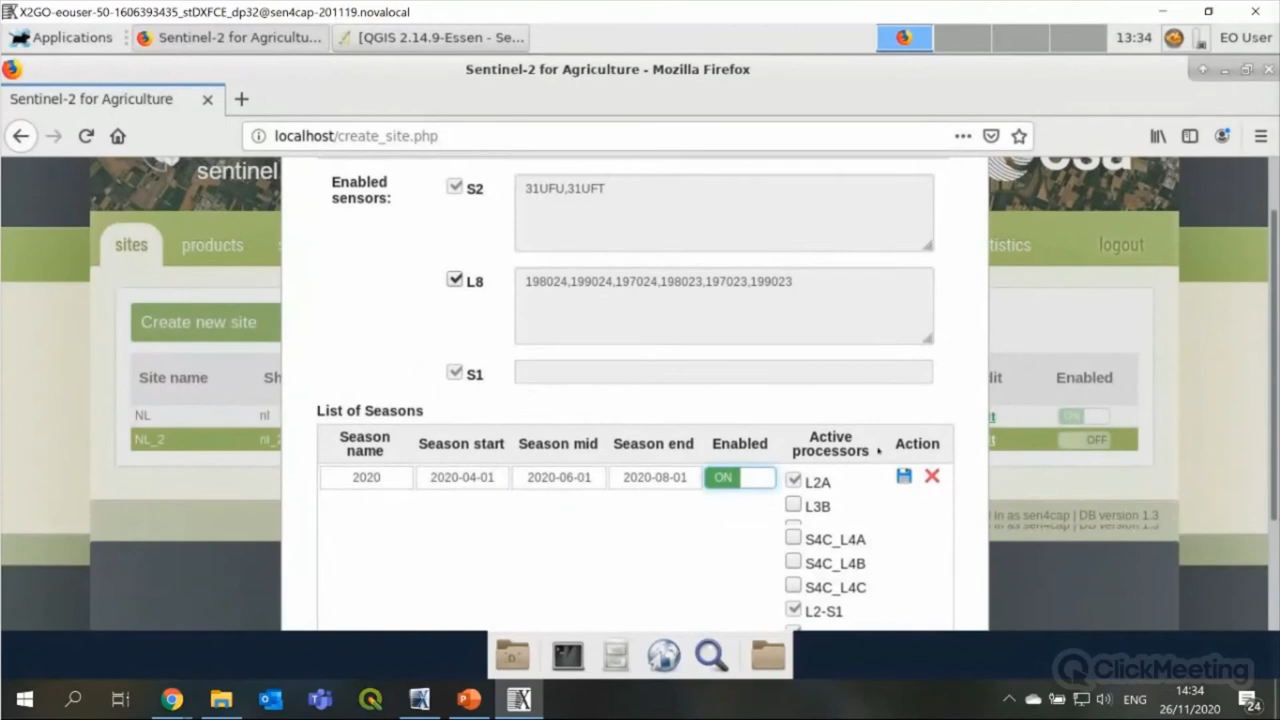 X2GO-eouser-50-1606393435_stDXFCE_dp32@sen4cap-201119.novalocal
Applications
Sentinel-2 for Agricultu...
[QGIS 2.14.9-Essen - Se...
13:34
EO User
Sentinel-2 for Agriculture - Mozilla Firefox
Sentinel-2 for Agriculture
localhost/create_site.php
sentinel
esa
Enabled sensors:
S2
31UFU,31UFT
sites
products
s
tistics
logout
L8
198024,199024,197024,198023,197023,199023
Create new site
S1
Site name
Sh
lit
Enabled
NL
nl
t
ON
NL_2
nl_2
t
OFF
List of Seasons
Season name
Season start
Season mid
Season end
Enabled
Active processors
Action
2020
2020-04-01
2020-06-01
2020-08-01
ON
L2A
L3B
S4C_L4A
S4C_L4B
S4C_L4C
L2-S1
d in as sen4cap | DB version 1.3
ClickMeeting
ENG
14:34
26/11/2020
24